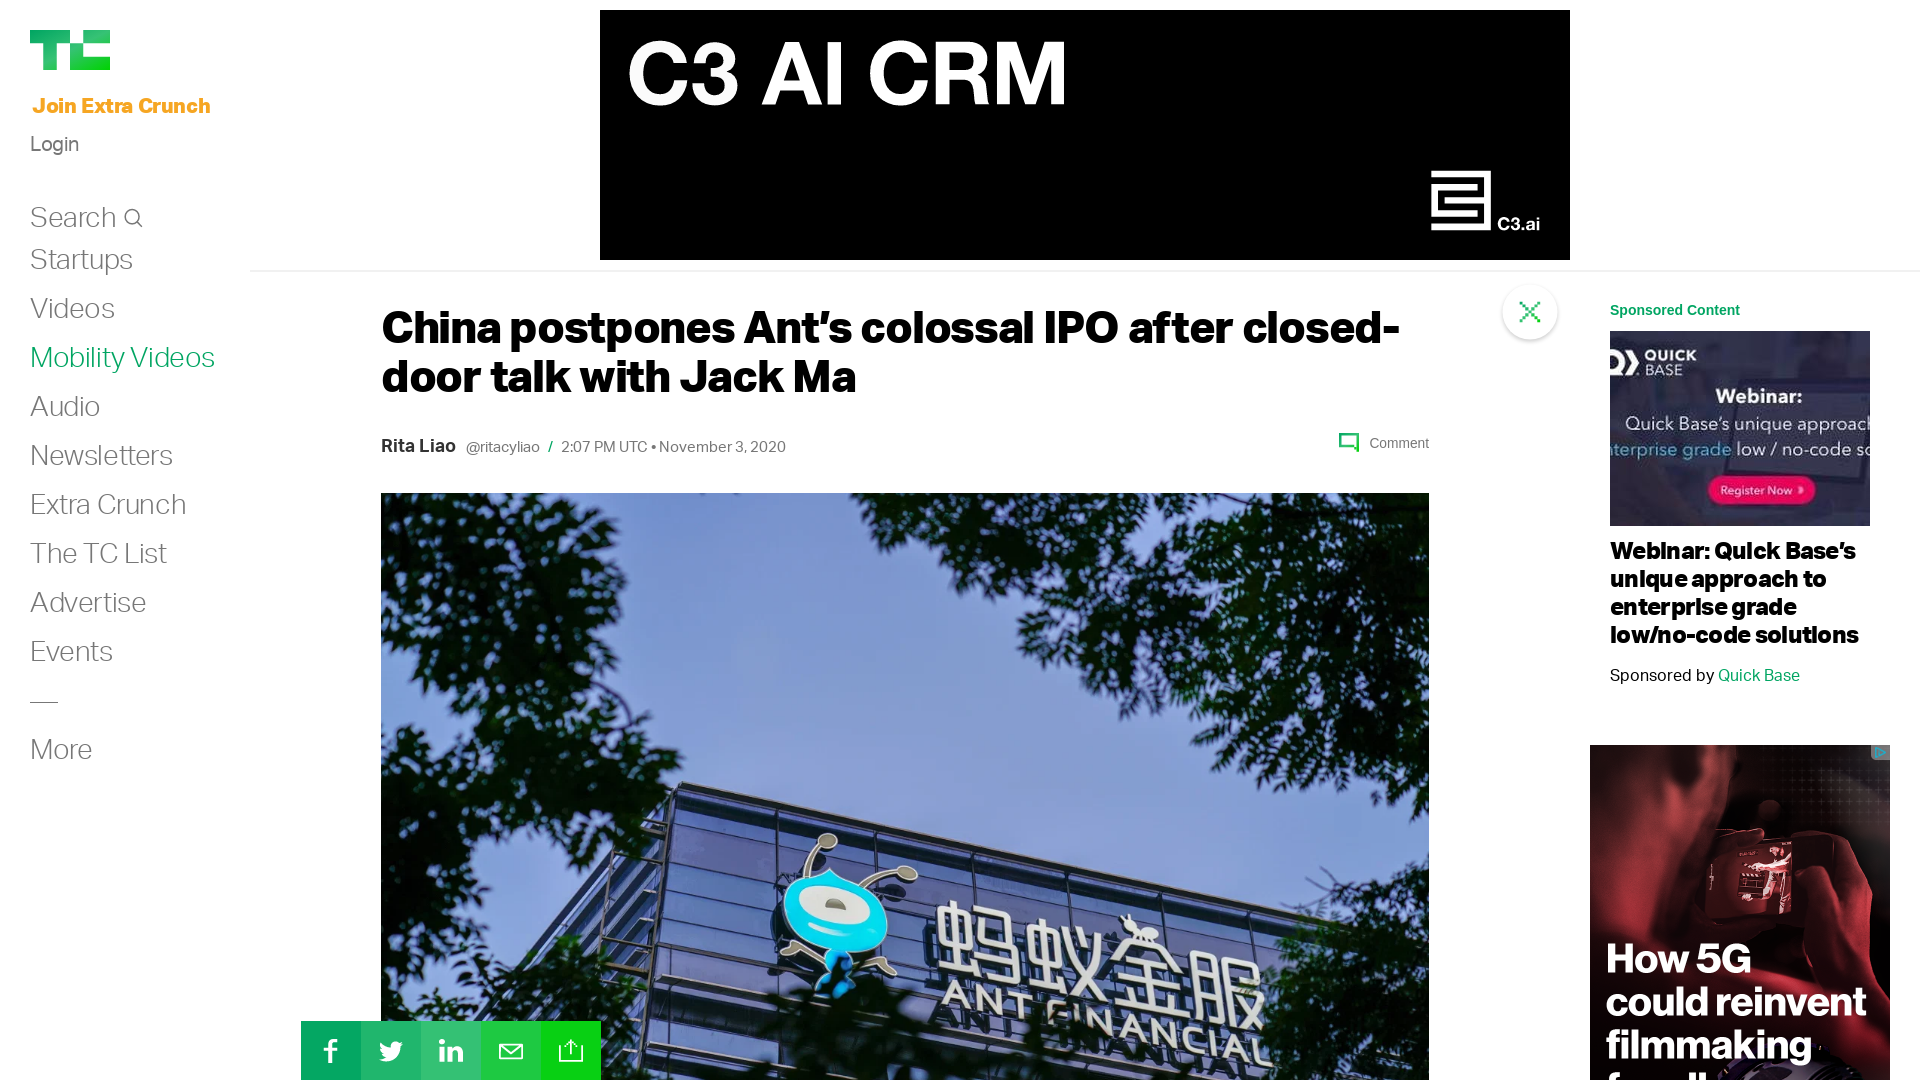 TC
Join Extra Crunch
Login
Search
Startups
Videos
Mobility Videos
Audio
Newsletters
Extra Crunch
The TC List
Advertise
Events
More
C3 AI CRM
C3.ai
China postpones Ant’s colossal IPO after closed-
door talk with Jack Ma
Rita Liao @ritacyliao / 2:07 PM UTC • November 3, 2020
Comment
蚂蚁金服
ANT FINANCIAL
Sponsored Content
QUICK
BASE
Webinar:
Quick Base’s unique approach
enterprise grade low / no-code
Register Now
Webinar: Quick Base’s
unique approach to
enterprise grade
low/no-code solutions
Sponsored by Quick Base
How 5G
could reinvent
filmmaking